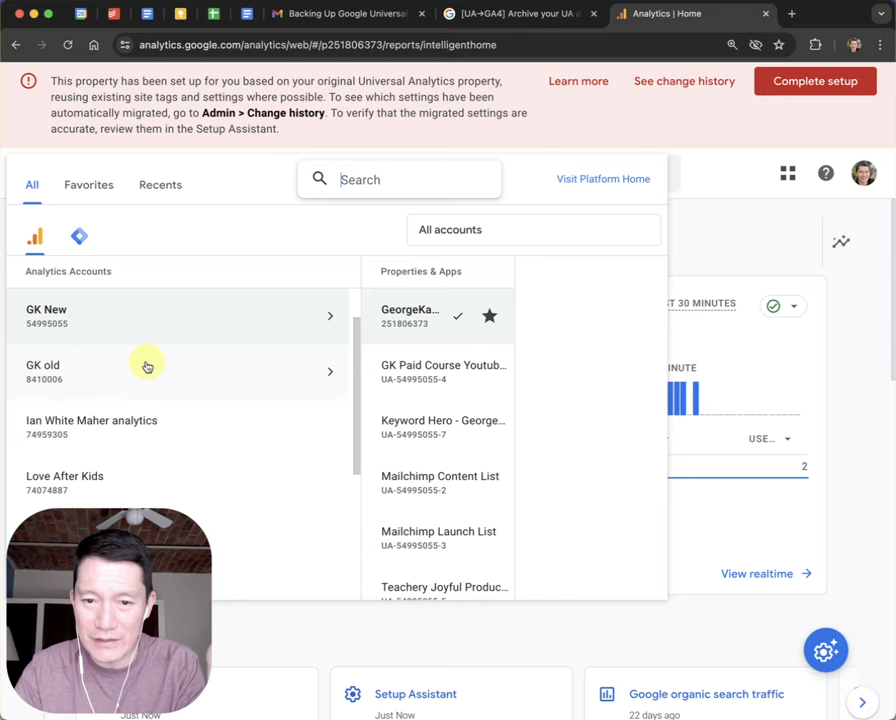 Backing Up Google Universal
[UA→GA4] Archive your UA d
Analytics | Home
analytics.google.com/analytics/web/#/p251806373/reports/intelligenthome
This property has been set up for you based on your original Universal Analytics property,
reusing existing site tags and settings where possible. To see which settings have been
automatically migrated, go to Admin > Change history. To verify that the migrated settings are
accurate, review them in the Setup Assistant.
Learn more
See change history
Complete setup
All
Favorites
Recents
Search
Visit Platform Home
All accounts
Analytics Accounts
Properties & Apps
GK New
54995055
GeorgeKa...
251806373
GK old
8410006
GK Paid Course Youtub...
UA-54995055-4
Ian White Maher analytics
74959305
Keyword Hero - George...
UA-54995055-7
Love After Kids
74074887
Mailchimp Content List
UA-54995055-2
Mailchimp Launch List
UA-54995055-3
Teachery Joyful Produc...
ST 30 MINUTES
NUTE
USE...
2
View realtime
Setup Assistant
Just Now
Google organic search traffic
22 days ago
Just Now